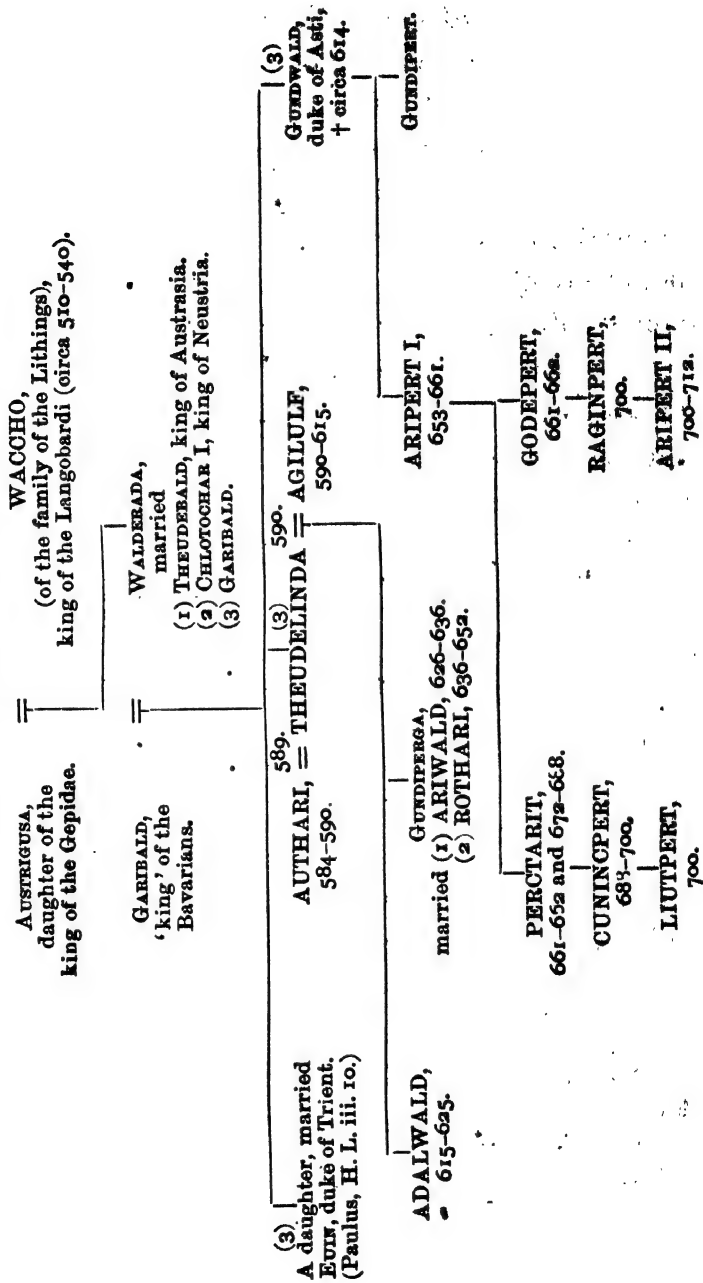 AUSTRIGUSA,
daughter of the
king of the Gepidae.
=
WACCHO,
(of the family of the Lithings),
king of the Langobardi (circa 510–540).
GARIBALD,
‘king’ of the
Bavarians.
=
WALDERADA,
married
(1) THEUDEBALD, king of Austrasia.
(2) CHLOTOCHAR I, king of Neustria.
(3) GARIBALD.
(3)
A daughter, married
EUIN, duke of Trient.
(Paulus, H. L. iii. 10.)
589. (3) 590.
AUTHARI, = THEUDELINDA = AGILULF,
584–590. 590–615.
(3)
GUNDWALD,
duke of Asti,
† circa 614.
ADALWALD,
615–625.
GUNDIPERGA,
married (1) ARIWALD, 626–636.
(2) ROTHARI, 636–652.
ARIPERT I,
653–661.
GUNDIPERT.
PERCTARIT,
661–652 and 672–688.
CUNINCPERT,
688–700.
LIUTPERT,
700.
GODEPERT,
661–662.
RAGINPERT,
700.
ARIPERT II,
706–712.